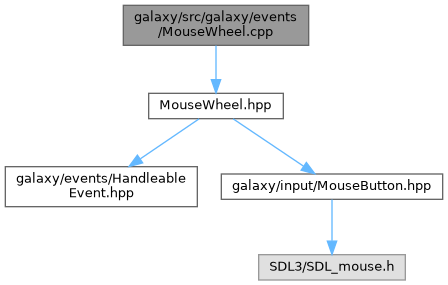 galaxy/src/galaxy/events
/MouseWheel.cpp
MouseWheel.hpp
galaxy/events/Handleable
Event.hpp
galaxy/input/MouseButton.hpp
SDL3/SDL_mouse.h